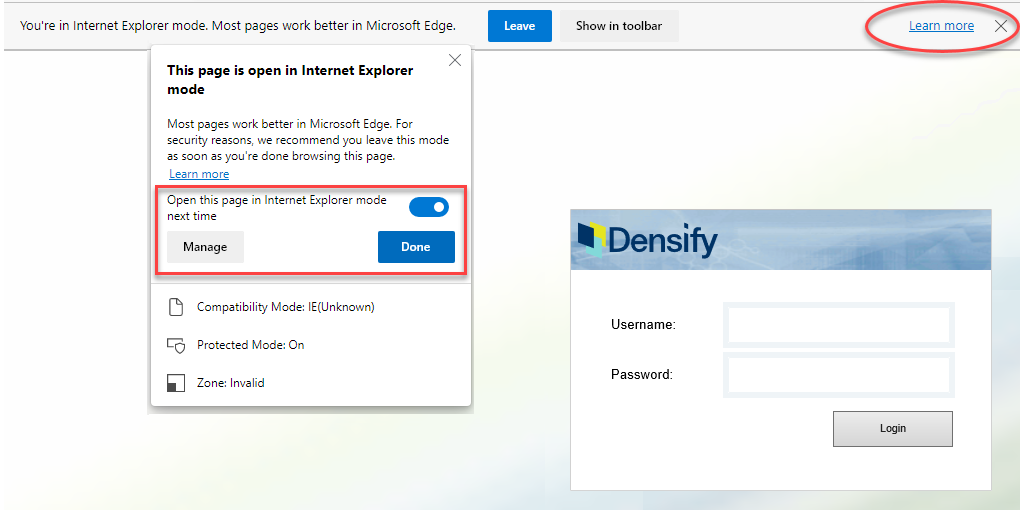 You're in Internet Explorer mode. Most pages work better in Microsoft Edge.
Leave
Show in toolbar
Learn more
This page is open in Internet Explorer
mode
Most pages work better in Microsoft Edge. For
security reasons, we recommend you leave this mode
as soon as you're done browsing this page.
Learn more
Open this page in Internet Explorer mode
next time
Manage
Done
Compatibility Mode: IE(Unknown)
Protected Mode: On
Zone: Invalid
Densify
Username:
Password:
Login